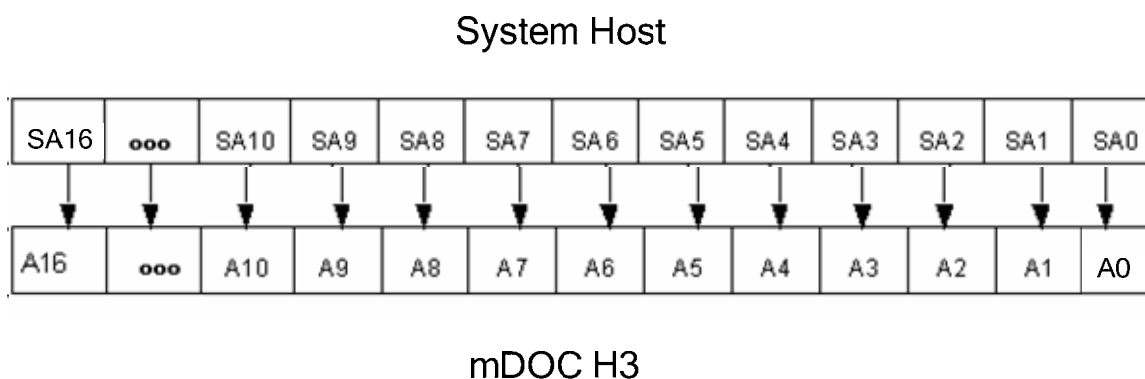 System Host
SA16 ooo SA10 SA9 SA8 SA7 SA6 SA5 SA4 SA3 SA2 SA1 SA0
A16 ooo A10 A9 A8 A7 A6 A5 A4 A3 A2 A1 A0
mDOC H3